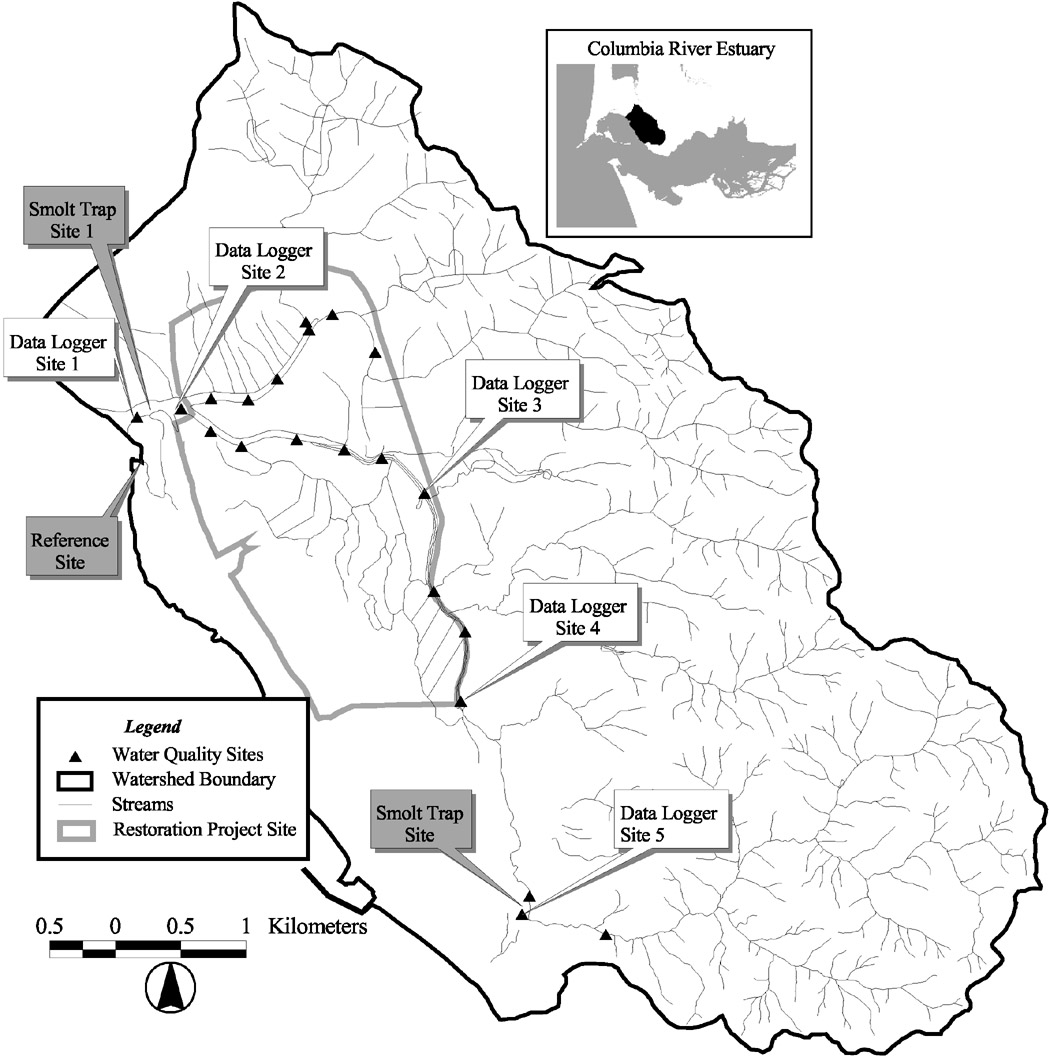 Columbia River Estuary
Smolt Trap
Site 1
Data Logger
Site 2
Data Logger
Site 1
Data Logger
Site 3
Reference
Site
Data Logger
Site 4
Legend
Water Quality Sites
Watershed Boundary
Streams
Restoration Project Site
Smolt Trap
Site
Data Logger
Site 5
0.5 0 0.5 1 Kilometers